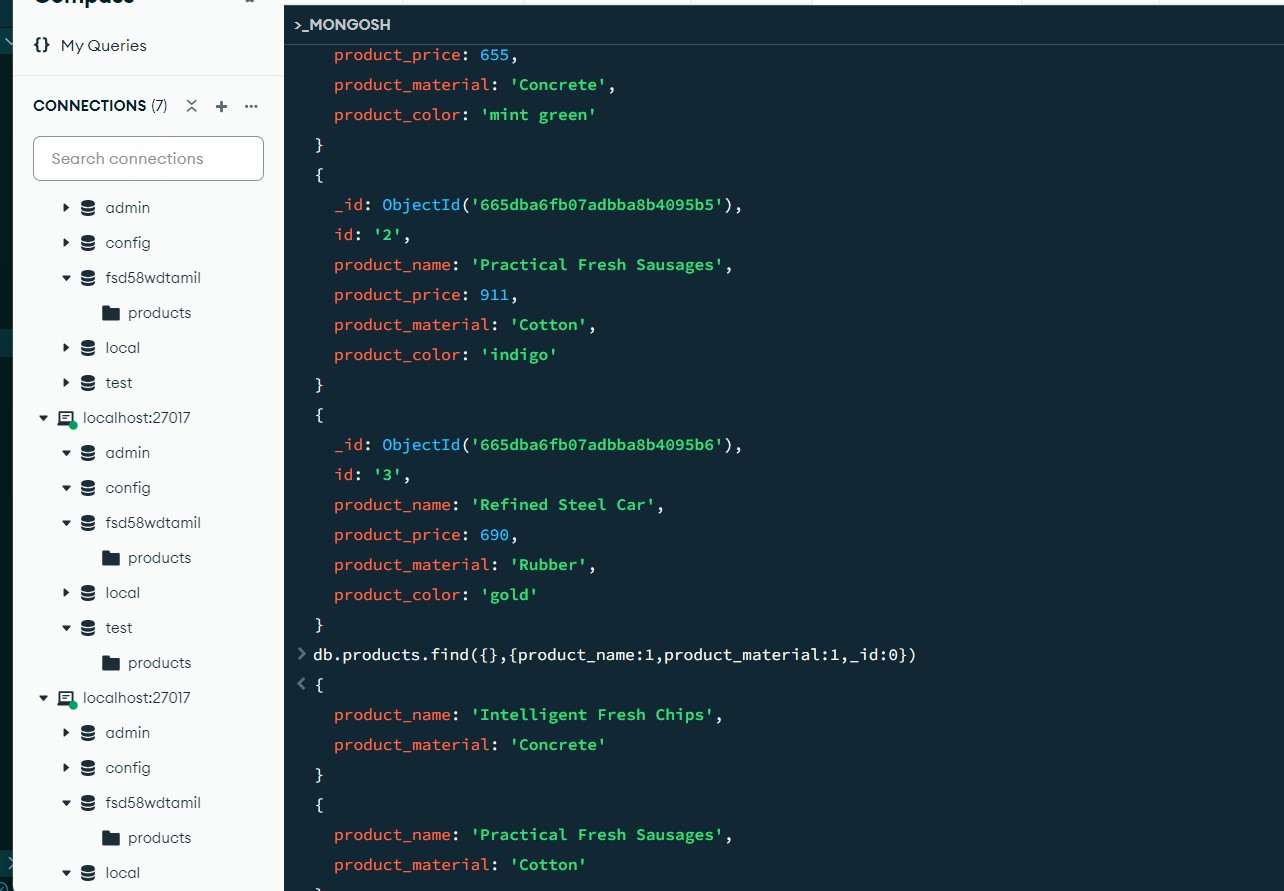 Compass
{} My Queries
CONNECTIONS (7)
Search connections
admin
config
fsd58wdtamil
products
local
test
localhost:27017
admin
config
fsd58wdtamil
products
local
test
products
localhost:27017
admin
config
fsd58wdtamil
products
local
>_MONGOSH
product_price: 655,
product_material: 'Concrete',
product_color: 'mint green'
}
{
_id: ObjectId('665dba6fb07adbba8b4095b5'),
id: '2',
product_name: 'Practical Fresh Sausages',
product_price: 911,
product_material: 'Cotton',
product_color: 'indigo'
}
{
_id: ObjectId('665dba6fb07adbba8b4095b6'),
id: '3',
product_name: 'Refined Steel Car',
product_price: 690,
product_material: 'Rubber',
product_color: 'gold'
}
> db.products.find({},{product_name:1,product_material:1,_id:0})
< {
product_name: 'Intelligent Fresh Chips',
product_material: 'Concrete'
}
{
product_name: 'Practical Fresh Sausages',
product_material: 'Cotton'